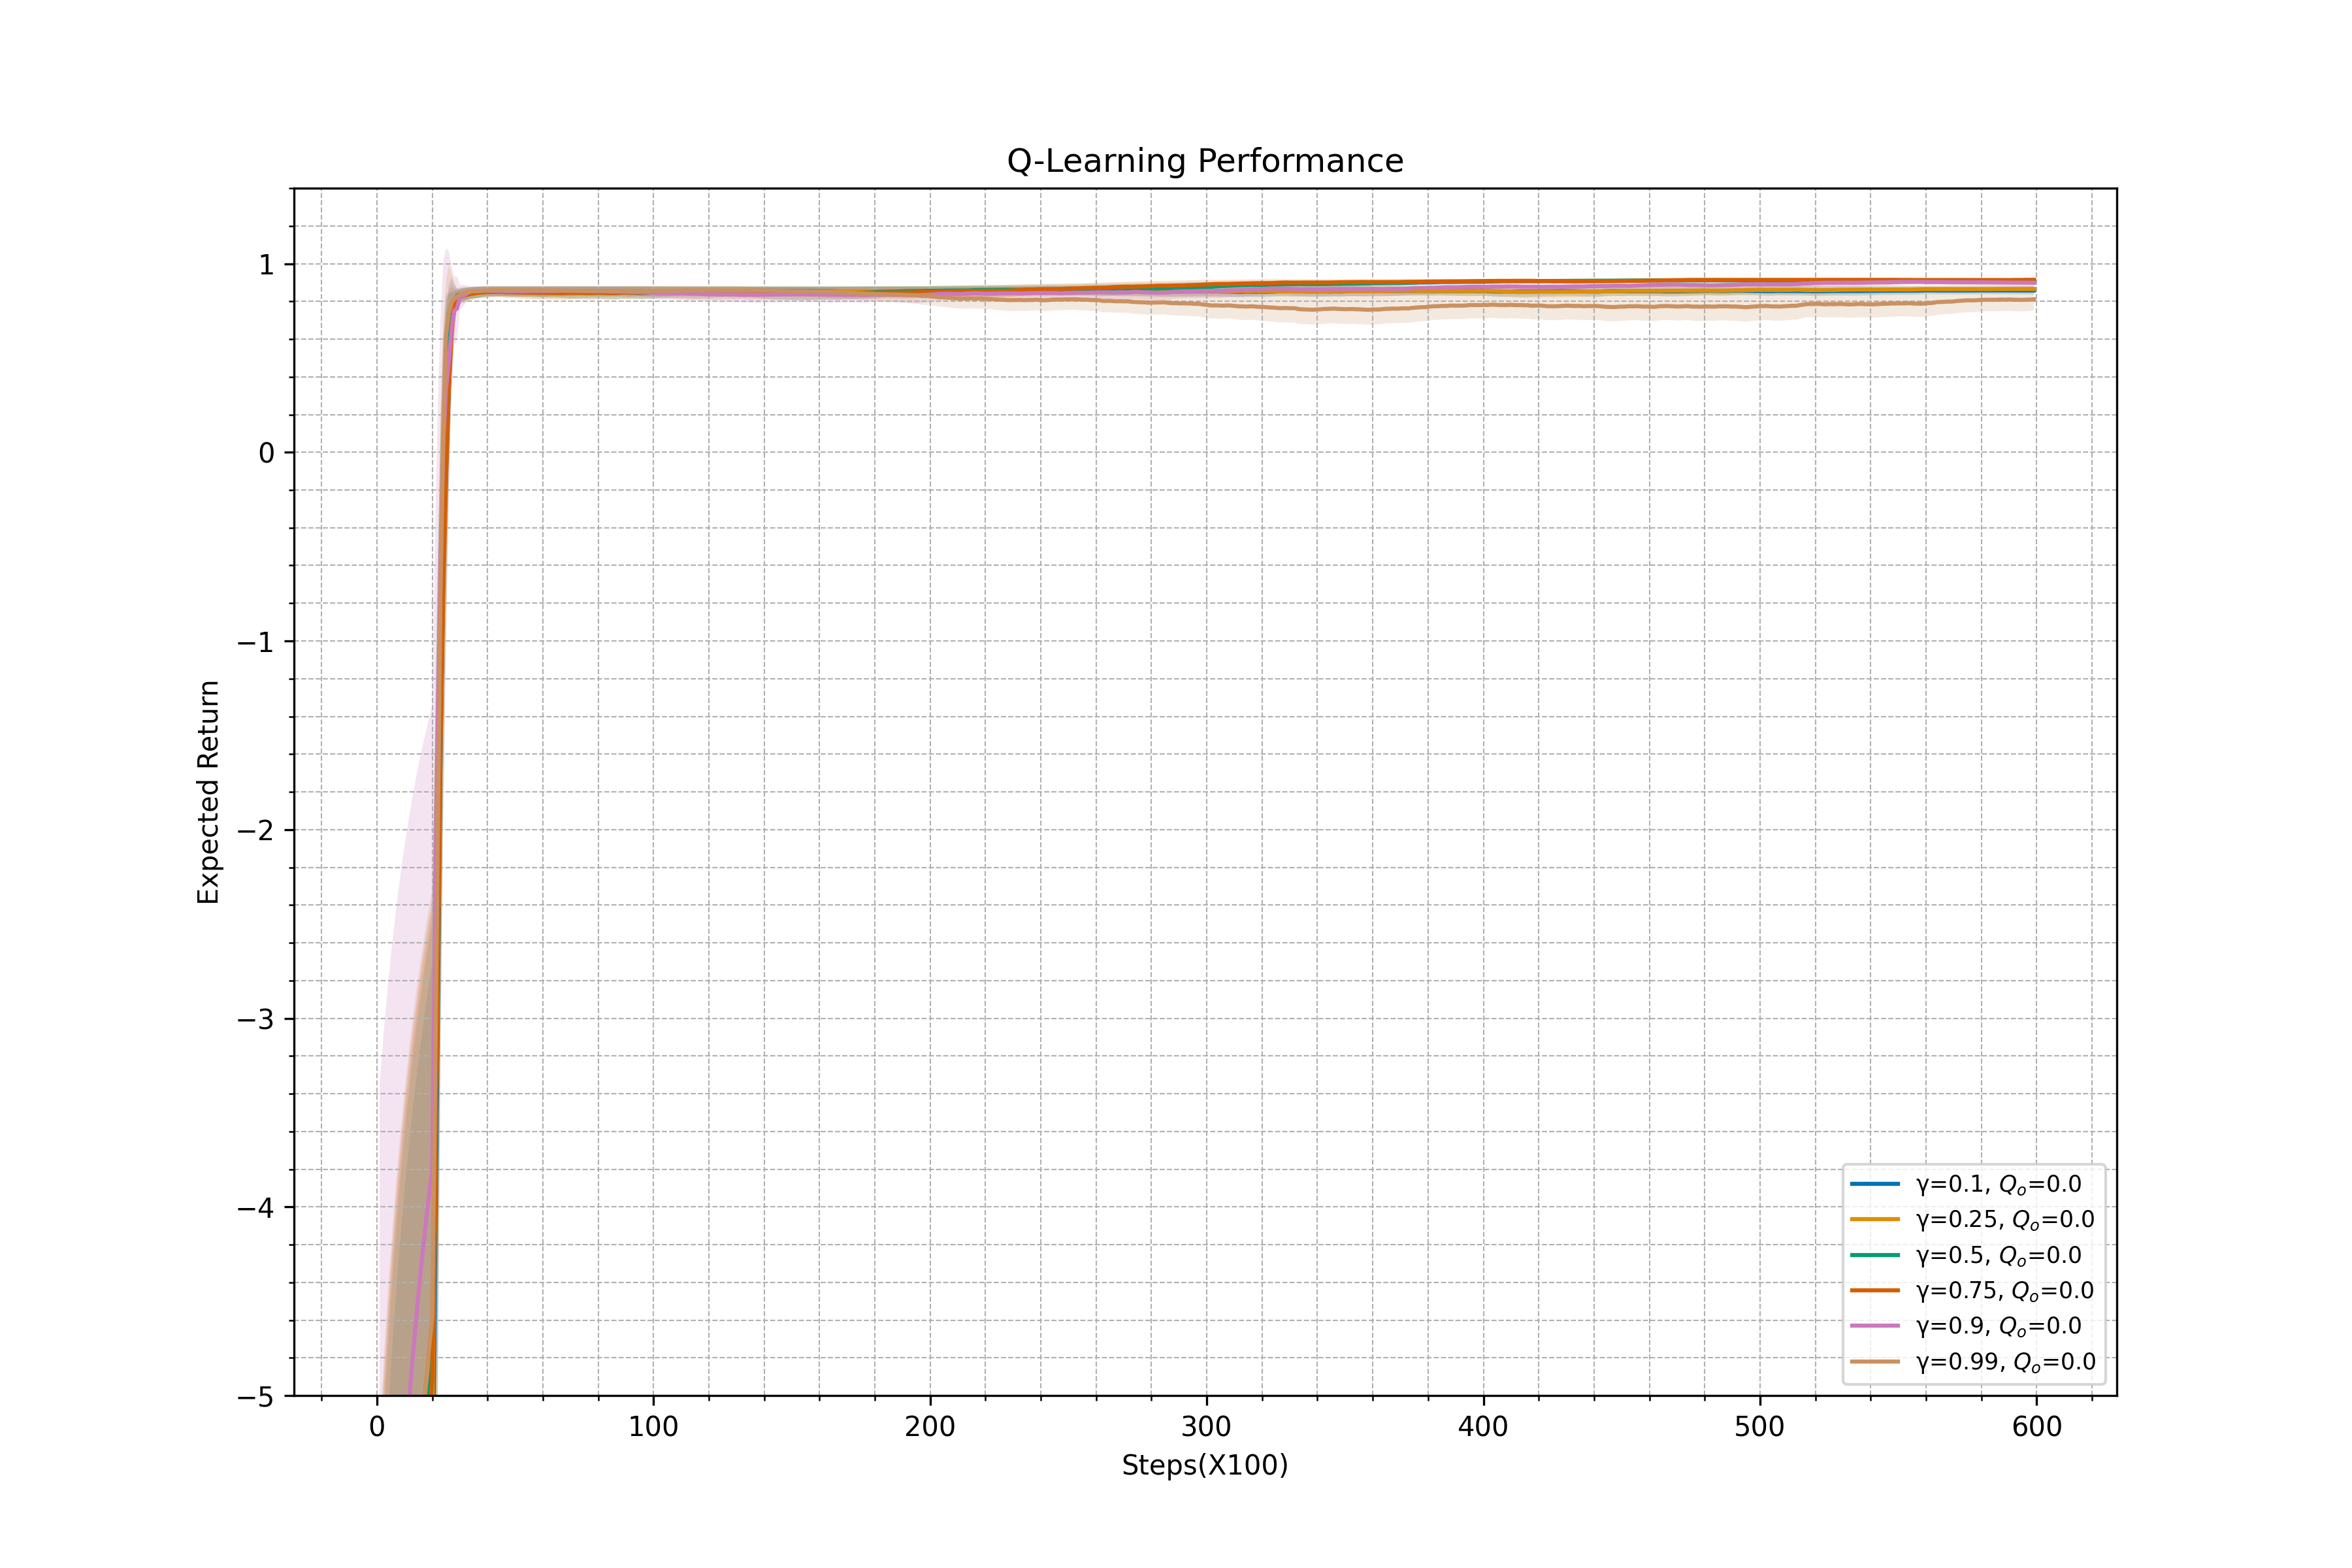 Q-Learning Performance
Expected Return
1
0
−1
−2
−3
−4
−5
0 100 200 300 400 500 600
Steps(X100)
γ=0.1, Qₒ=0.0
γ=0.25, Qₒ=0.0
γ=0.5, Qₒ=0.0
γ=0.75, Qₒ=0.0
γ=0.9, Qₒ=0.0
γ=0.99, Qₒ=0.0